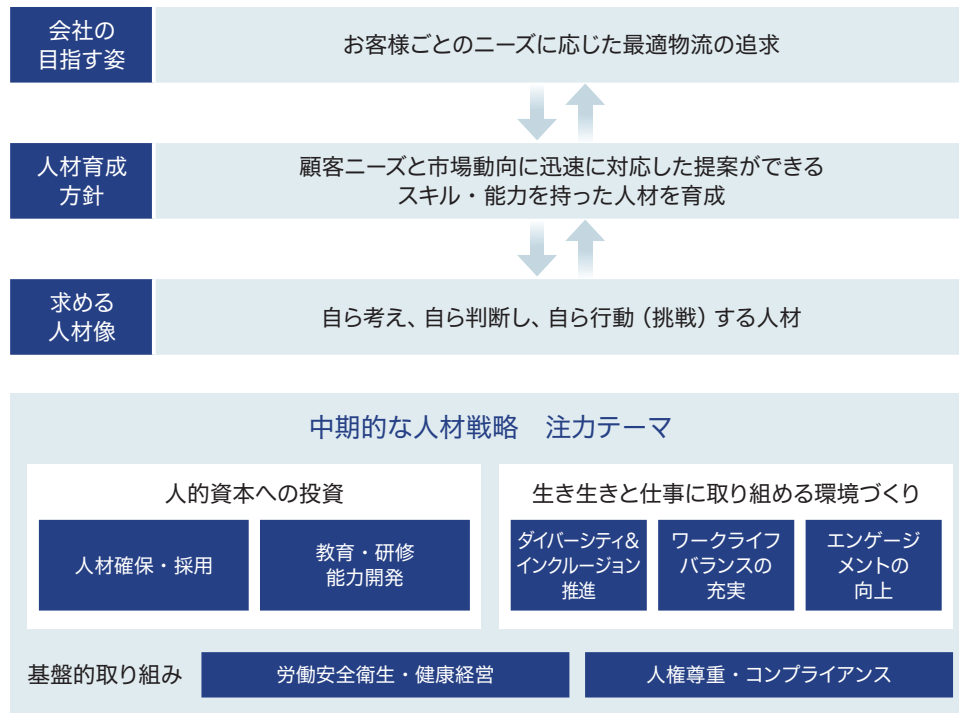 会社の
目指す姿
お客様ごとのニーズに応じた最適物流の追求
人材育成
方針
顧客ニーズと市場動向に迅速に対応した提案ができる
スキル・能力を持った人材を育成
求める
人材像
自ら考え、自ら判断し、自ら行動（挑戦）する人材
中期的な人材戦略　注力テーマ
人的資本への投資
人材確保・採用
教育・研修
能力開発
生き生きと仕事に取り組める環境づくり
ダイバーシティ&
インクルージョン
推進
ワークライフ
バランスの
充実
エンゲージ
メントの
向上
基盤的取り組み
労働安全衛生・健康経営
人権尊重・コンプライアンス